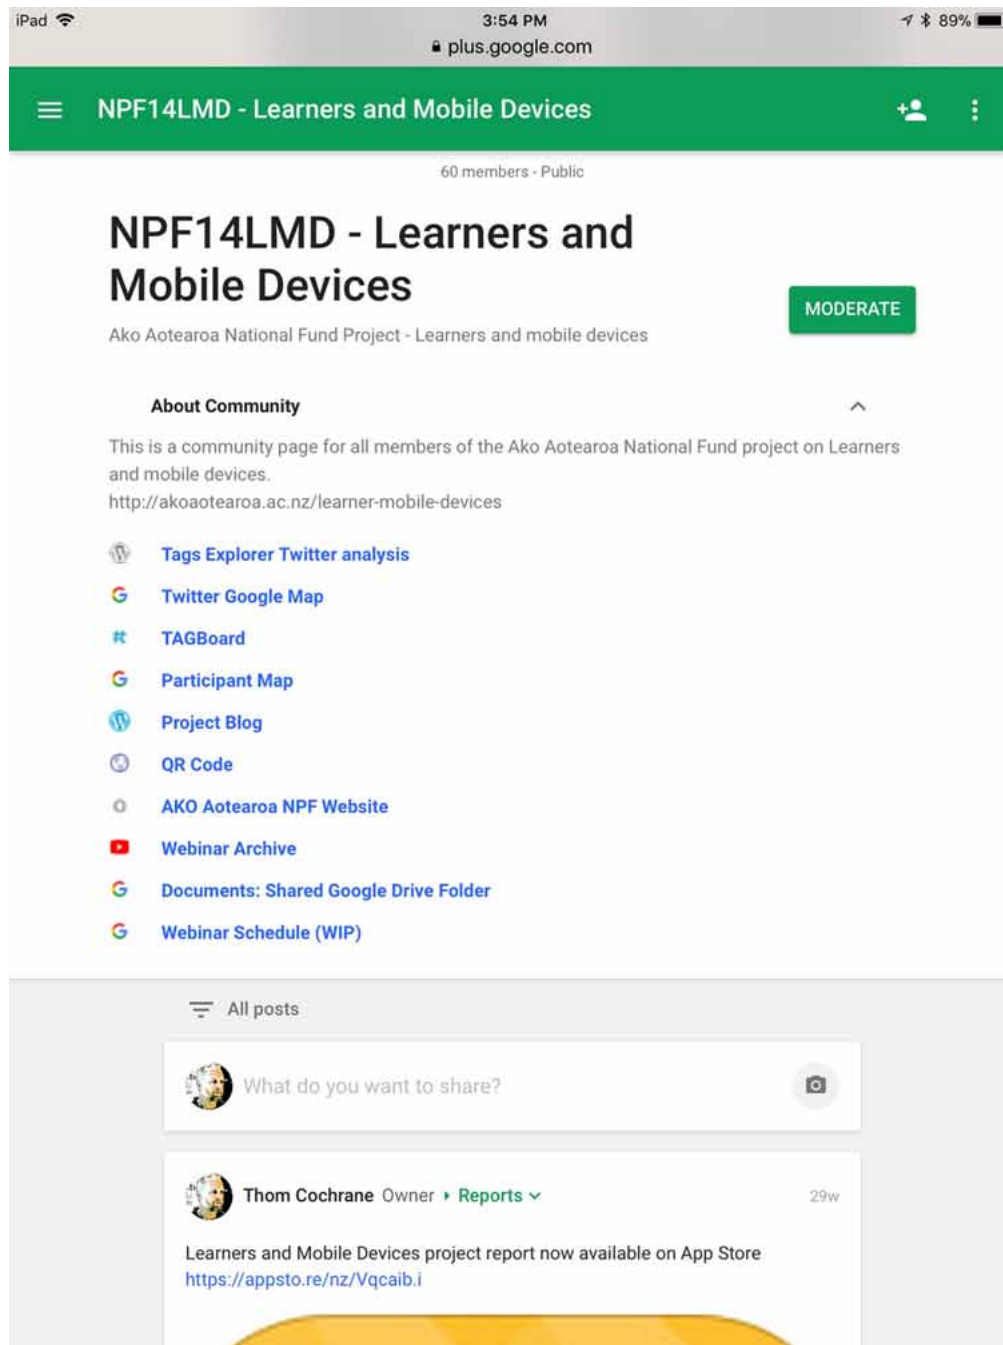 iPad 3:54 PM 89%
plus.google.com
NPF14LMD - Learners and Mobile Devices
60 members - Public
NPF14LMD - Learners and
Mobile Devices
MODERATE
Ako Aotearoa National Fund Project - Learners and mobile devices
About Community
This is a community page for all members of the Ako Aotearoa National Fund project on Learners
and mobile devices.
http://akoaotearoa.ac.nz/learner-mobile-devices
Tags Explorer Twitter analysis
Twitter Google Map
TAGBoard
Participant Map
Project Blog
QR Code
AKO Aotearoa NPF Website
Webinar Archive
Documents: Shared Google Drive Folder
Webinar Schedule (WIP)
All posts
What do you want to share?
Thom Cochrane Owner Reports 29w
Learners and Mobile Devices project report now available on App Store
https://appsto.re/nz/Vqcaib.i